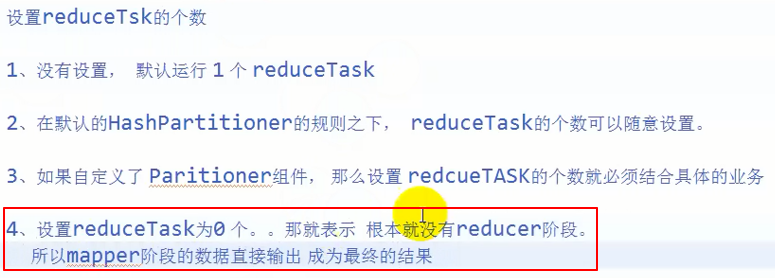 设置reduceTsk的个数
1、没有设置， 默认运行 1 个 reduceTask
2、在默认的HashPartitioner的规则之下， reduceTask的个数可以随意设置。
3、如果自定义了 Paritioner组件， 那么设置 redcueTASK的个数就必须结合具体的业务
4、设置reduceTask为0 个。。那就表示 根本就没有reducer阶段。
所以mapper阶段的数据直接输出 成为最终的结果